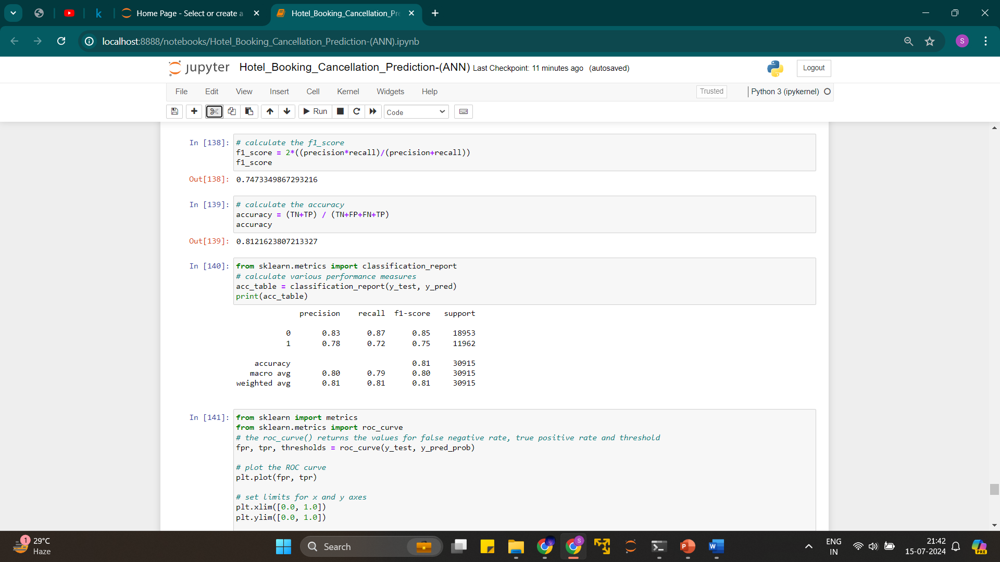 Home Page - Select or create a
Hotel_Booking_Cancellation_Pre
localhost:8888/notebooks/Hotel_Booking_Cancellation_Prediction-(ANN).ipynb
S
jupyter Hotel_Booking_Cancellation_Prediction-(ANN) Last Checkpoint: 11 minutes ago (autosaved)
Logout
File Edit View Insert Cell Kernel Widgets Help
Trusted Python 3 (ipykernel)
Run Code
In [138]: # calculate the f1_score
f1_score = 2*((precision*recall)/(precision+recall))
f1_score
Out[138]: 0.7473349867293216
In [139]: # calculate the accuracy
accuracy = (TN+TP) / (TN+FP+FN+TP)
accuracy
Out[139]: 0.8121623807213327
In [140]: from sklearn.metrics import classification_report
# calculate various performance measures
acc_table = classification_report(y_test, y_pred)
print(acc_table)
precision recall f1-score support
0 0.83 0.87 0.85 18953
1 0.78 0.72 0.75 11962
accuracy 0.81 30915
macro avg 0.80 0.79 0.80 30915
weighted avg 0.81 0.81 0.81 30915
In [141]: from sklearn import metrics
from sklearn.metrics import roc_curve
# the roc_curve() returns the values for false negative rate, true positive rate and threshold
fpr, tpr, thresholds = roc_curve(y_test, y_pred_prob)
# plot the ROC curve
plt.plot(fpr, tpr)
# set limits for x and y axes
plt.xlim([0.0, 1.0])
plt.ylim([0.0, 1.0])
1 29°C
Haze
Search
S
ENG
IN
21:42
15-07-2024
PRE